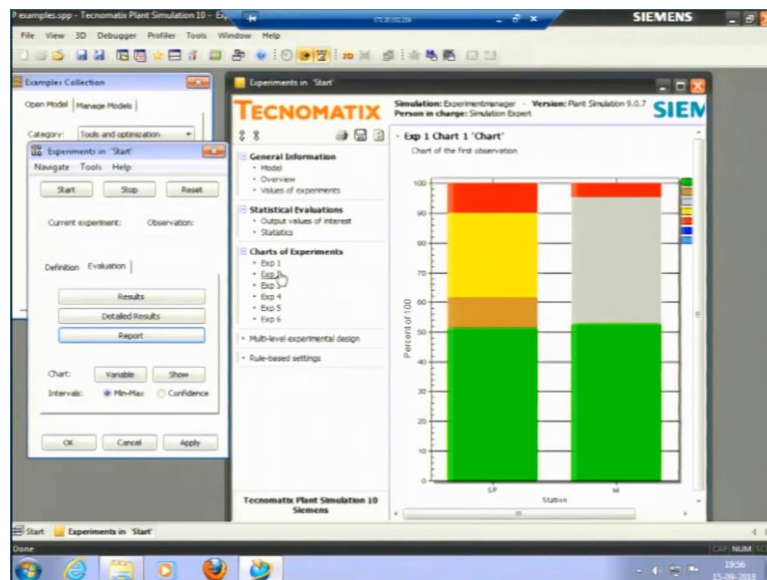 examples.spp - Tecnomatix Plant Simulation 10 - Ex
172.20.152.214
SIEMENS
File View 3D Debugger Profiler Tools Window Help
Examples Collection
Open Model Manage Models
Category: Tools and optimization
Experiments in 'Start'
Navigate Tools Help
Start Stop Reset
Current experiment: Observation:
Definition Evaluation
Results
Detailed Results
Report
Chart: Variable Show
Intervals: Min-Max Confidence
OK Cancel Apply
Experiments in 'Start'
TECNOMATIX
Simulation: Experimentmanager - Version: Plant Simulation 9.0.7
Person in charge: Simulation Expert
SIEM
General Information
Model
Overview
Values of experiments
Statistical Evaluations
Output values of interest
Statistics
Charts of Experiments
Exp 1
Exp 2
Exp 3
Exp 4
Exp 5
Exp 6
Multi-level experimental design
Rule-based settings
Tecnomatix Plant Simulation 10
Siemens
Exp 1 Chart 1 'Chart'
Chart of the first observation
Percent of 100
100
90
80
70
60
50
40
30
20
10
0
SP
M
Station
Start Experiments in 'Start'
Done
CAP NUM
19:56
15-09-2013